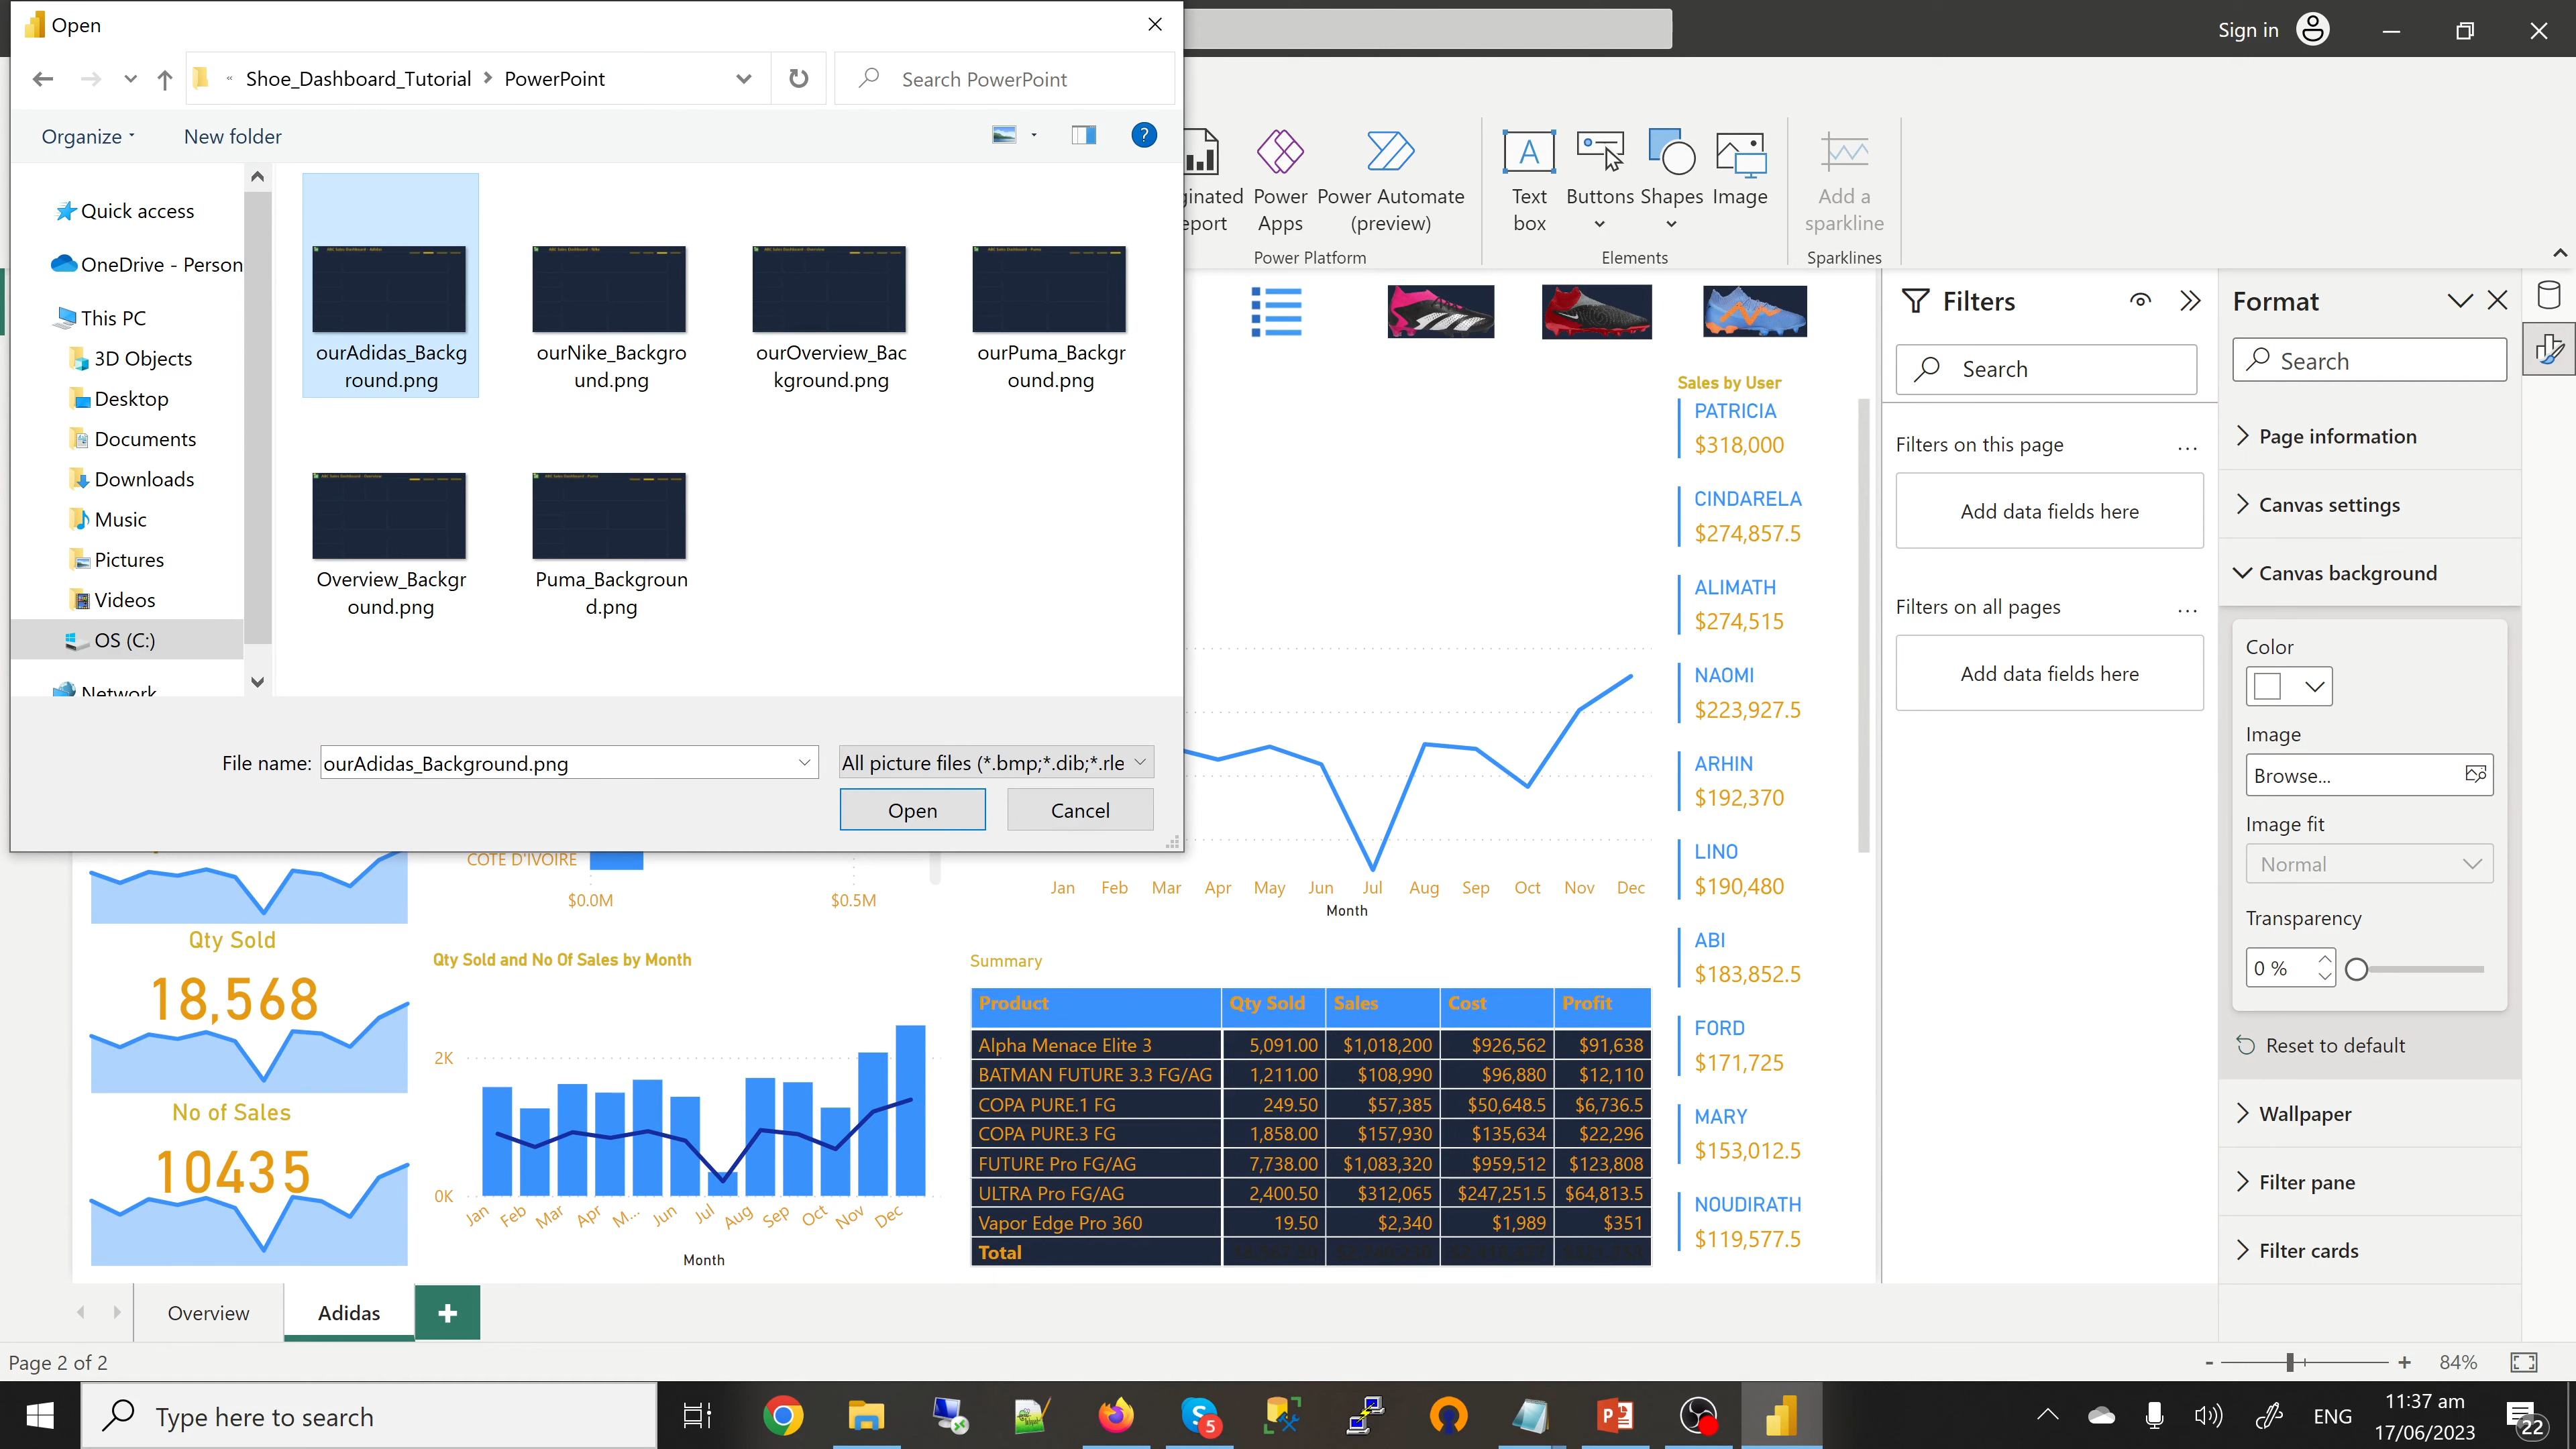 Open
Shoe_Dashboard_Tutorial
PowerPoint
Search PowerPoint
Organize
New folder
Quick access
OneDrive - Person
This PC
3D Objects
Desktop
Documents
Downloads
Music
Pictures
Videos
OS (C:)
Network
ourAdidas_Backg
round.png
ourNike_Backgro
und.png
ourOverview_Bac
kground.png
ourPuma_Backgr
ound.png
Overview_Backgr
ound.png
Puma_Backgroun
d.png
File name:
ourAdidas_Background.png
All picture files (*.bmp;*.dib;*.rle
Open
Cancel
Sign in
ginated
eport
Power
Apps
Power Automate
(preview)
Power Platform
Text
box
Buttons
Shapes
Image
Elements
Add a
sparkline
Sparklines
Sales by User
PATRICIA
$318,000
CINDARELA
$274,857.5
ALIMATH
$274,515
NAOMI
$223,927.5
ARHIN
$192,370
LINO
$190,480
ABI
$183,852.5
FORD
$171,725
MARY
$153,012.5
NOUDIRATH
$119,577.5
Filters
Search
Filters on this page
...
Add data fields here
Filters on all pages
...
Add data fields here
Format
Search
Page information
Canvas settings
Canvas background
Color
Image
Browse...
Image fit
Normal
Transparency
0 %
Reset to default
Wallpaper
Filter pane
Filter cards
Jan Feb Mar Apr May Jun Jul Aug Sep Oct Nov Dec
Month
COTE D'IVOIRE
$0.0M
$0.5M
Qty Sold
18,568
No of Sales
10435
Qty Sold and No Of Sales by Month
2K
0K
Jan Feb Mar Apr M... Jun Jul Aug Sep Oct Nov Dec
Month
Summary
Product Qty Sold Sales Cost Profit
Alpha Menace Elite 3 5,091.00 $1,018,200 $926,562 $91,638
BATMAN FUTURE 3.3 FG/AG 1,211.00 $108,990 $96,880 $12,110
COPA PURE.1 FG 249.50 $57,385 $50,648.5 $6,736.5
COPA PURE.3 FG 1,858.00 $157,930 $135,634 $22,296
FUTURE Pro FG/AG 7,738.00 $1,083,320 $959,512 $123,808
ULTRA Pro FG/AG 2,400.50 $312,065 $247,251.5 $64,813.5
Vapor Edge Pro 360 19.50 $2,340 $1,989 $351
Total
Overview
Adidas
Page 2 of 2
84%
Type here to search
5
ENG
11:37 am
17/06/2023
22